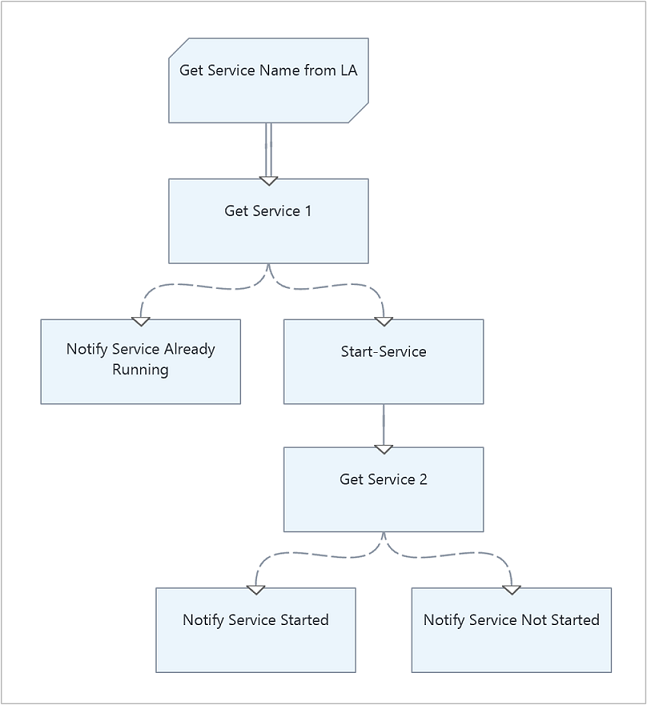 Get Service Name from LA
Get Service 1
Notify Service Already
Running
Start-Service
Get Service 2
Notify Service Started
Notify Service Not Started